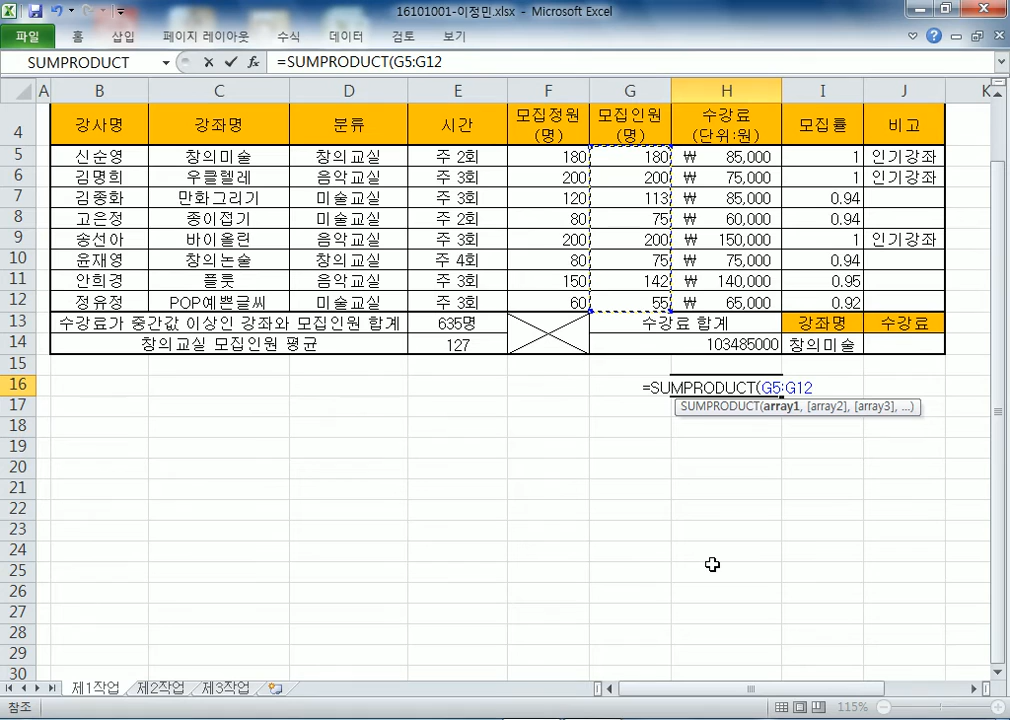 16101001-이정민.xlsx - Microsoft Excel
파일 홈 삽입 페이지 레이아웃 수식 데이터 검토 보기
SUMPRODUCT fx =SUMPRODUCT(G5:G12
A B C D E F G H I J K
4 강사명 강좌명 분류 시간 모집정원 (명) 모집인원 (명) 수강료 (단위:원) 모집률 비고
5 신순영 창의미술 창의교실 주 2회 180 180 ₩ 85,000 1 인기강좌
6 김명희 우클렐레 음악교실 주 3회 200 200 ₩ 75,000 1 인기강좌
7 김종화 만화그리기 미술교실 주 3회 120 113 ₩ 85,000 0.94
8 고은정 종이접기 미술교실 주 2회 80 75 ₩ 60,000 0.94
9 송선아 바이올린 음악교실 주 3회 200 200 ₩ 150,000 1 인기강좌
10 윤재영 창의논술 창의교실 주 4회 80 75 ₩ 75,000 0.94
11 안희경 플룻 음악교실 주 3회 150 142 ₩ 140,000 0.95
12 정유정 POP예쁜글씨 미술교실 주 3회 60 55 ₩ 65,000 0.92
13 수강료가 중간값 이상인 강좌와 모집인원 합계 635명 수강료 합계 강좌명 수강료
14 창의교실 모집인원 평균 127 103485000 창의미술
15
16 =SUMPRODUCT(G5:G12
17 SUMPRODUCT(array1, [array2], [array3], ...)
18
19
20
21
22
23
24
25
26
27
28
29
30
제1작업 제2작업 제3작업
참조 115%